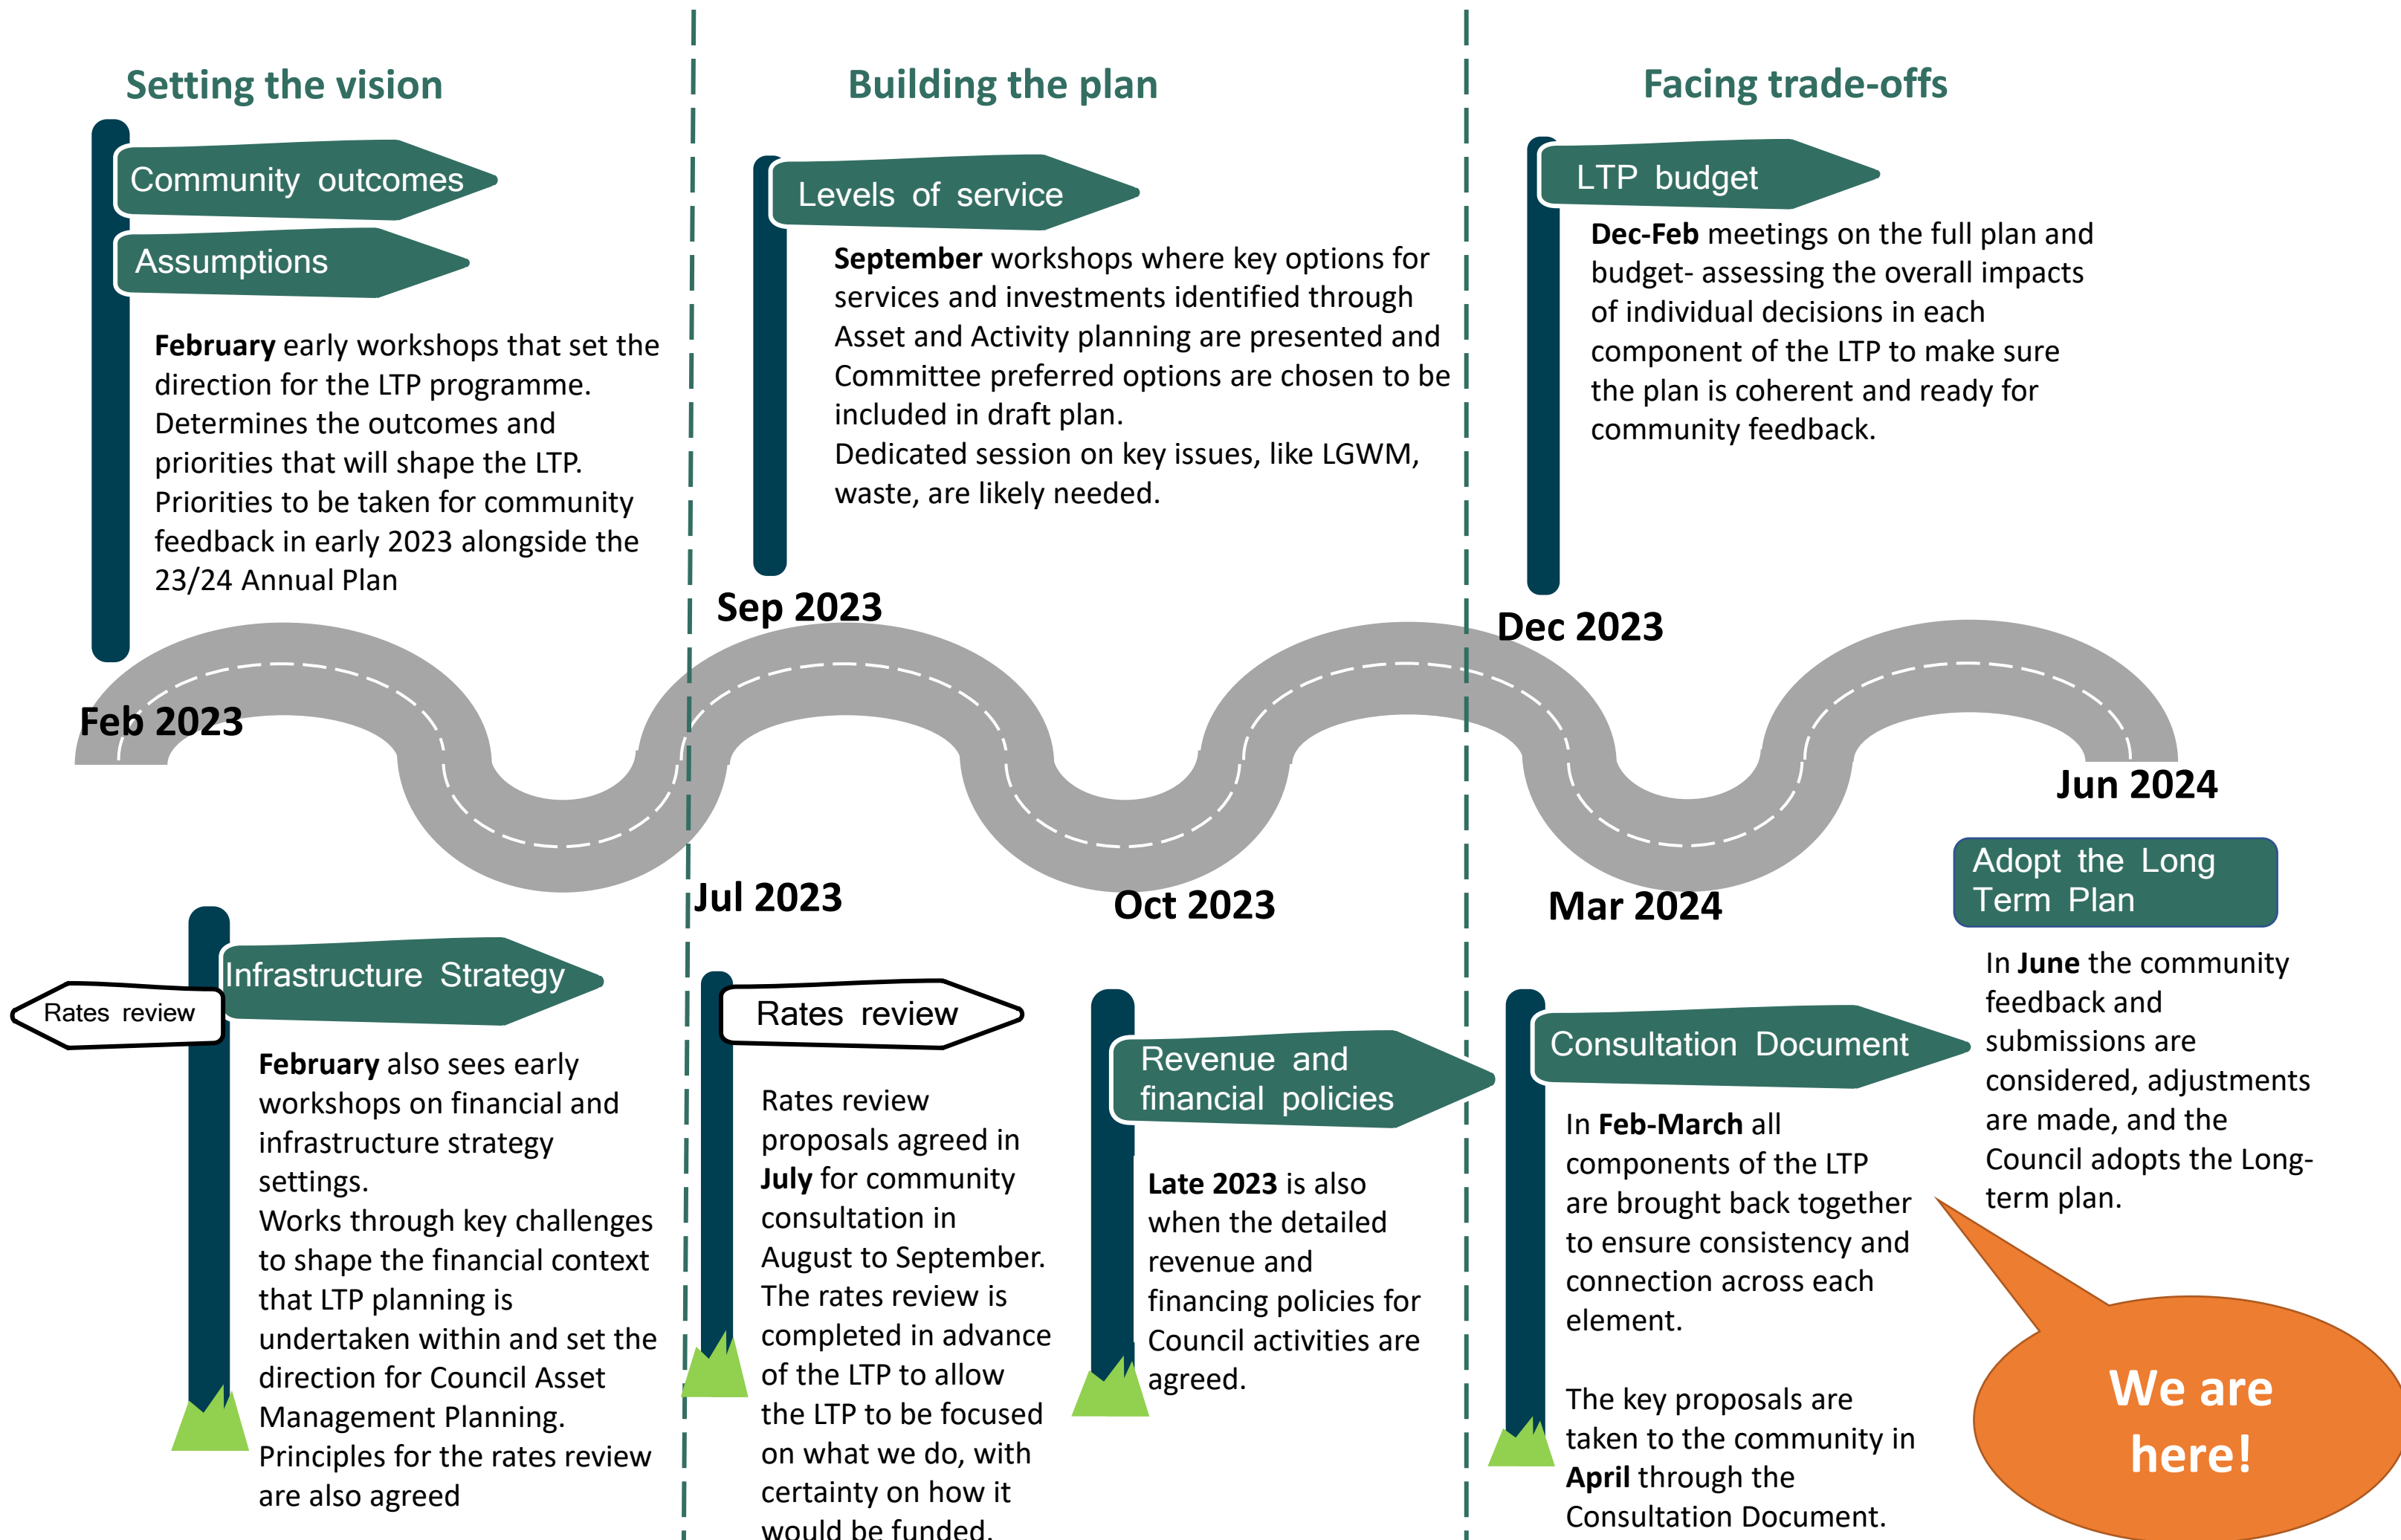 Setting the vision
Community outcomes
Assumptions
February early workshops that set the
direction for the LTP programme.
Determines the outcomes and
priorities that will shape the LTP.
Priorities to be taken for community
feedback in early 2023 alongside the
23/24 Annual Plan
Feb 2023
Infrastructure Strategy
Rates review
February also sees early
workshops on financial and
infrastructure strategy
settings.
Works through key challenges
to shape the financial context
that LTP planning is
undertaken within and set the
direction for Council Asset
Management Planning.
Principles for the rates review
are also agreed
Building the plan
Levels of service
September workshops where key options for
services and investments identified through
Asset and Activity planning are presented and
Committee preferred options are chosen to be
included in draft plan.
Dedicated session on key issues, like LGWM,
waste, are likely needed.
Sep 2023
Jul 2023
Rates review
Rates review
proposals agreed in
July for community
consultation in
August to September.
The rates review is
completed in advance
of the LTP to allow
the LTP to be focused
on what we do, with
certainty on how it
would be funded.
Oct 2023
Revenue and
financial policies
Late 2023 is also
when the detailed
revenue and
financing policies for
Council activities are
agreed.
Facing trade-offs
LTP budget
Dec-Feb meetings on the full plan and
budget- assessing the overall impacts
of individual decisions in each
component of the LTP to make sure
the plan is coherent and ready for
community feedback.
Dec 2023
Mar 2024
Consultation Document
In Feb-March all
components of the LTP
are brought back together
to ensure consistency and
connection across each
element.
The key proposals are
taken to the community in
April through the
Consultation Document.
Jun 2024
Adopt the Long
Term Plan
In June the community
feedback and
submissions are
considered, adjustments
are made, and the
Council adopts the Long-
term plan.
We are
here!